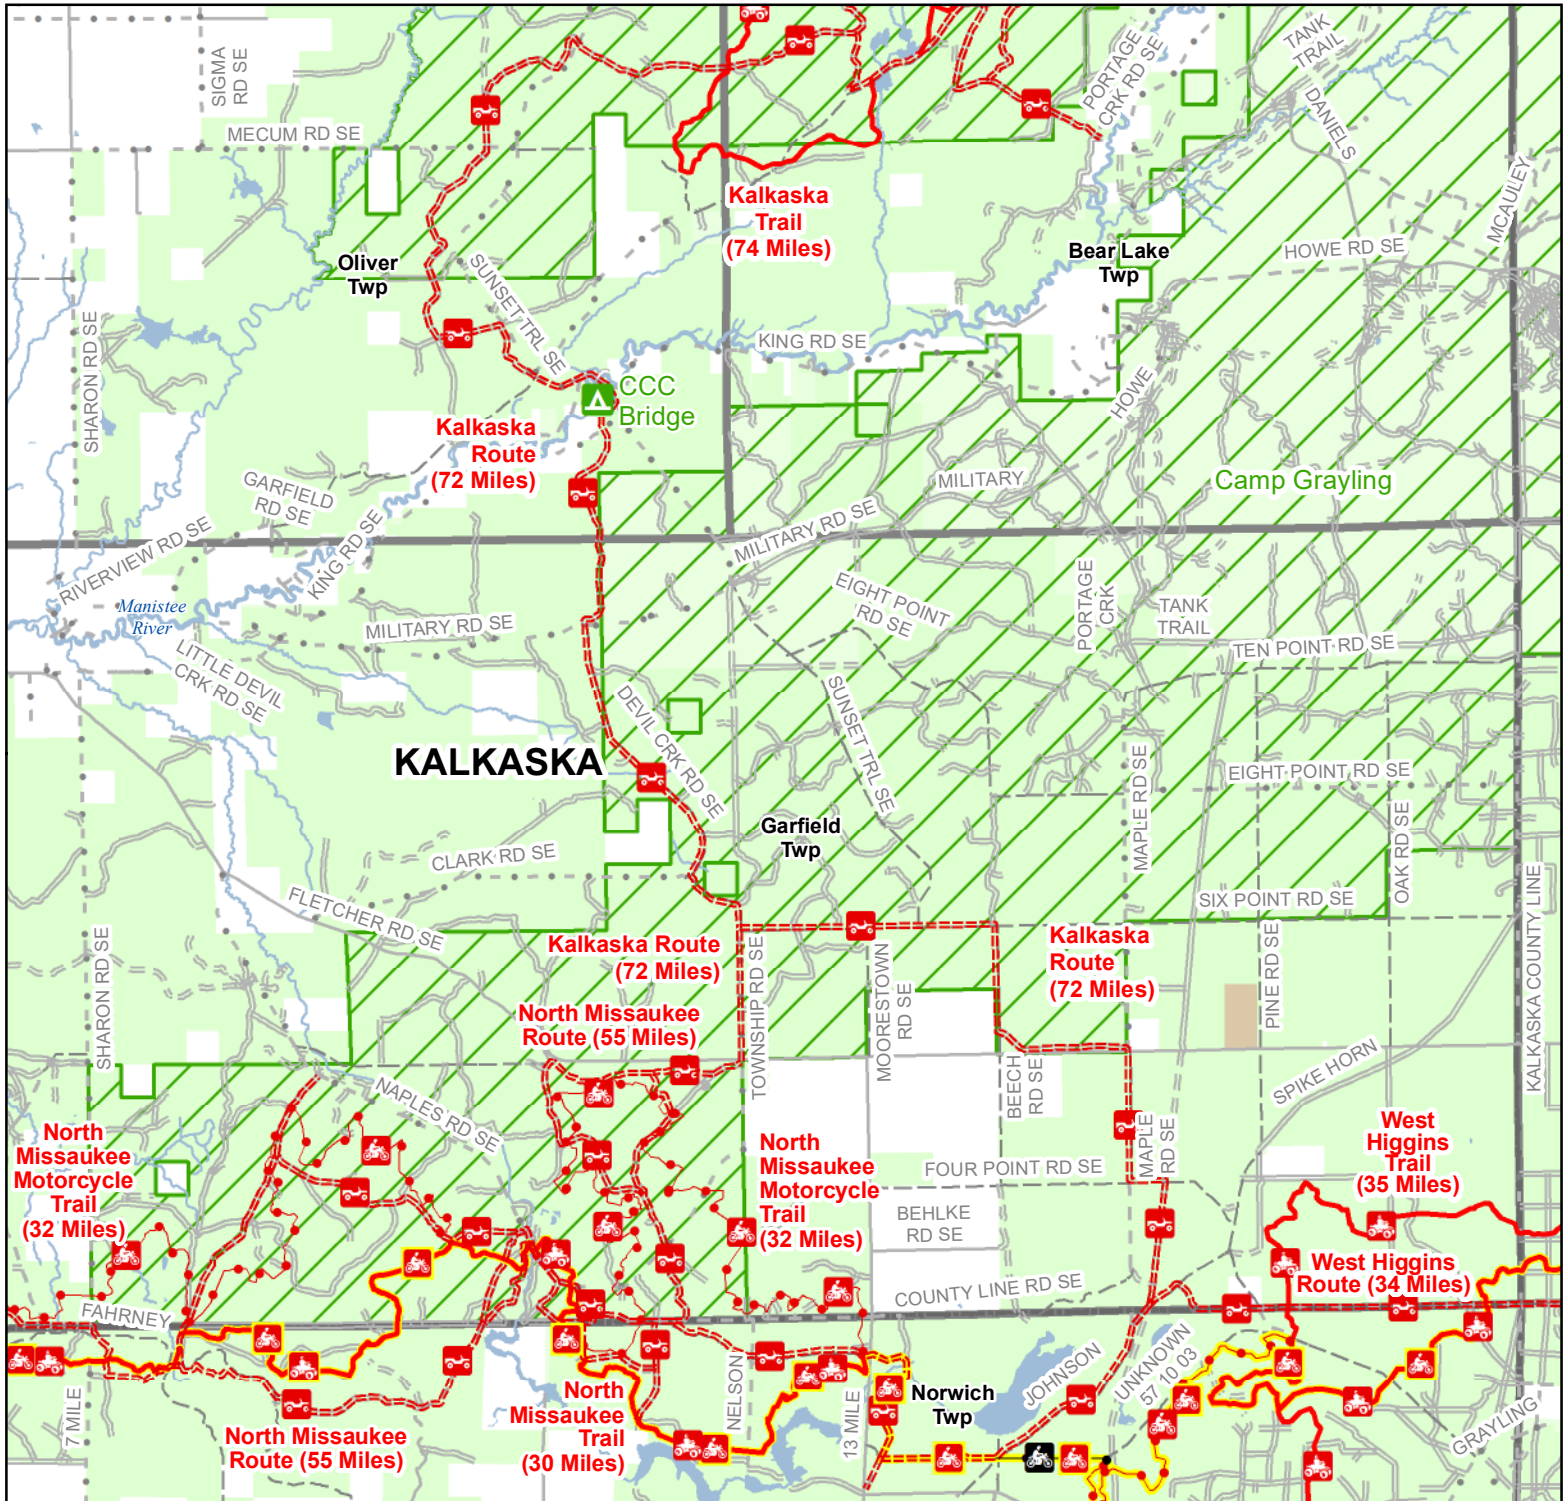 SIGMA
RD SE
PORTAGE
CRK RD SE
TANK
TRAIL
DANIELS
MECUM RD SE
MCAULEY
Kalkaska
Trail
(74 Miles)
Oliver
Twp
SUNSET TRL SE
Bear Lake
Twp
HOWE RD SE
SHARON RD SE
KING RD SE
CCC
Bridge
HOWE
Kalkaska
Route
(72 Miles)
GARFIELD
RD SE
MILITARY
Camp Grayling
RIVERVIEW RD SE
KING RD SE
MILITARY RD SE
EIGHT POINT
RD SE
PORTAGE
CRK
TANK
TRAIL
Manistee
River
MILITARY RD SE
TEN POINT RD SE
LITTLE DEVIL
CRK RD SE
DEVIL CRK RD SE
SUNSET TRL SE
KALKASKA
MAPLE RD SE
EIGHT POINT RD SE
OAK RD SE
Garfield
Twp
CLARK RD SE
FLETCHER RD SE
SIX POINT RD SE
KALKASKA COUNTY LINE
SHARON RD SE
Kalkaska Route
(72 Miles)
TOWNSHIP RD SE
MOORESTOWN
RD SE
Kalkaska
Route
(72 Miles)
PINE RD SE
North Missaukee
Route (55 Miles)
BEECH
RD SE
SPIKE HORN
NAPLES RD SE
North
Missaukee
Motorcycle
Trail
(32 Miles)
North
Missaukee
Motorcycle
Trail
(32 Miles)
FOUR POINT RD SE
MAPLE
RD SE
West
Higgins
Trail
(35 Miles)
BEHLKE
RD SE
West Higgins
Route (34 Miles)
COUNTY LINE RD SE
FAHRNEY
7 MILE
North Missaukee
Route (55 Miles)
North
Missaukee
Trail
(30 Miles)
NELSON
13 MILE
Norwich
Twp
JOHNSON
UNKNOWN
57 10 03
GRAYLING